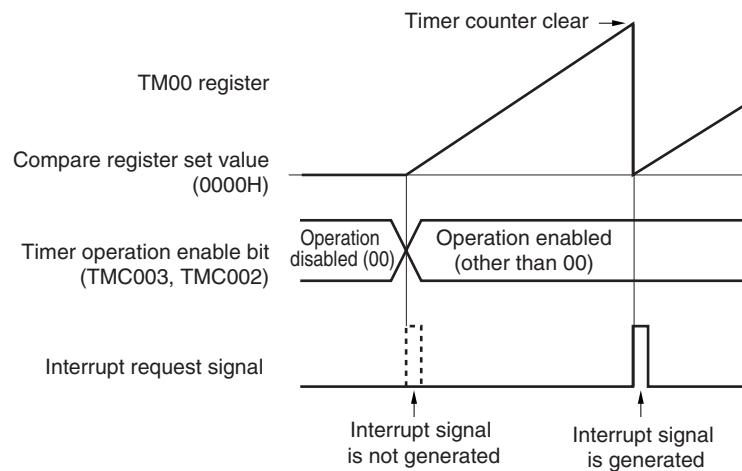 Timer counter clear
TM00 register
Compare register set value
(0000H)
Timer operation enable bit
(TMC003, TMC002)
Operation
disabled (00)
Operation enabled
(other than 00)
Interrupt request signal
Interrupt signal
is not generated
Interrupt signal
is generated